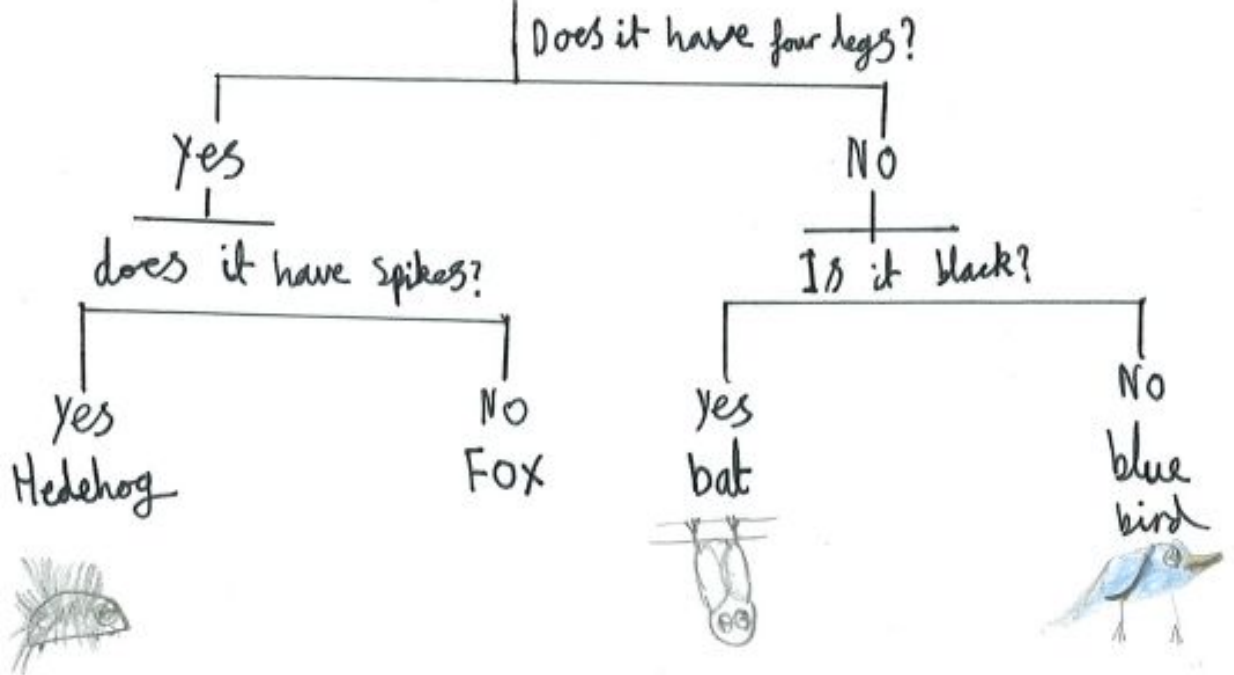 Does it have four legs?
Yes
NO
does it have spikes?
Is it black?
yes
NO
yes
NO
Hedehog
FOX
bat
blue
bird